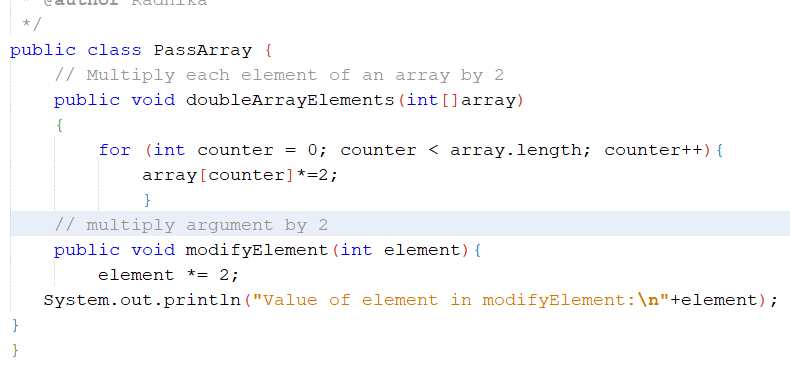 * @author Radhika
*/
public class PassArray {
// Multiply each element of an array by 2
public void doubleArrayElements(int[]array)
{
for (int counter = 0; counter < array.length; counter++){
array[counter]*=2;
}
// multiply argument by 2
public void modifyElement(int element){
element *= 2;
System.out.println("Value of element in modifyElement:\n"+element);
}
}